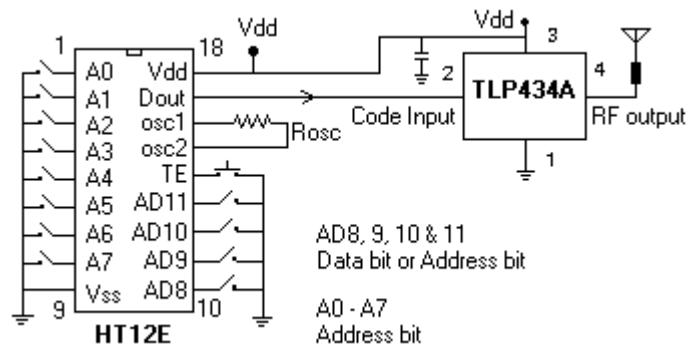 1
18
Vdd
Vdd
3
A0
Vdd
2
TLP434A
4
A1
Dout
Code Input
RF output
A2
osc1
Rosc
A3
osc2
1
A4
TE
A5
AD11
A6
AD10
AD8, 9, 10 & 11
A7
AD9
Data bit or Address bit
Vss
AD8
9
10
A0 - A7
HT12E
Address bit